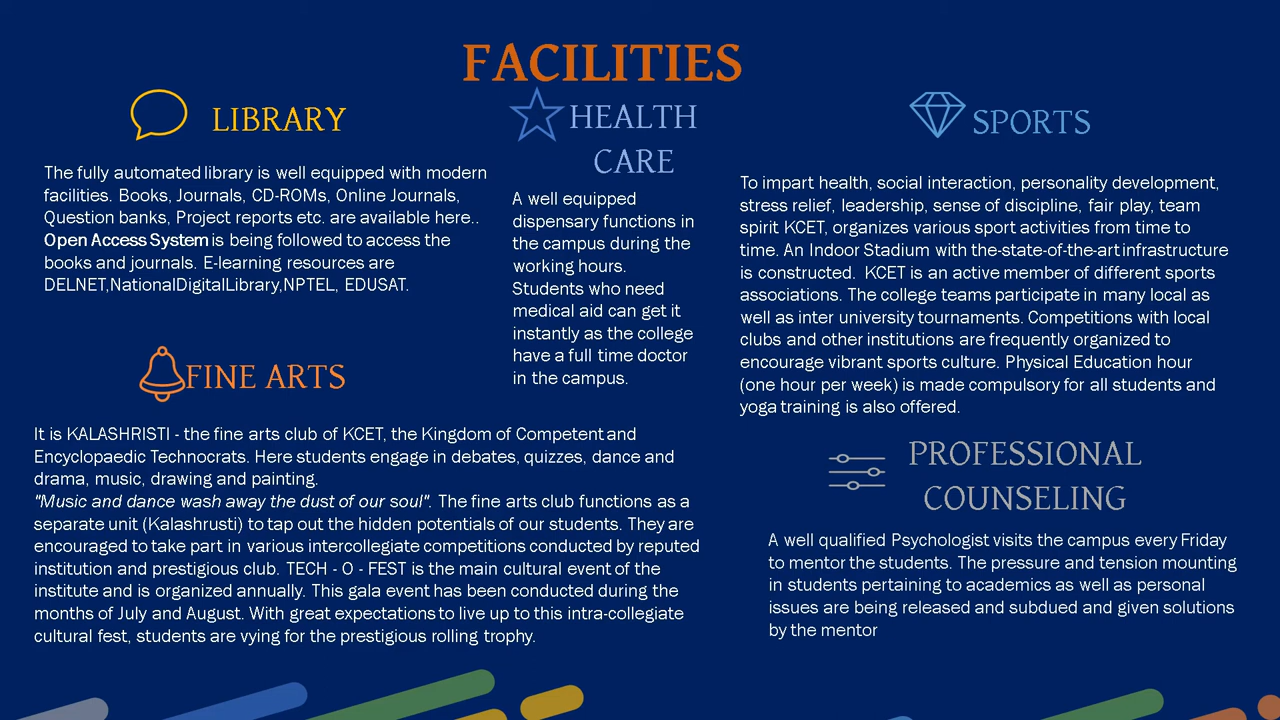 FACILITIES
LIBRARY
The fully automated library is well equipped with modern
facilities. Books, Journals, CD-ROMs, Online Journals,
Question banks, Project reports etc. are available here..
Open Access System is being followed to access the
books and journals. E-learning resources are
DELNET,NationalDigitalLibrary,NPTEL, EDUSAT.
HEALTH
CARE
A well equipped
dispensary functions in
the campus during the
working hours.
Students who need
medical aid can get it
instantly as the college
have a full time doctor
in the campus.
SPORTS
To impart health, social interaction, personality development,
stress relief, leadership, sense of discipline, fair play, team
spirit KCET, organizes various sport activities from time to
time. An Indoor Stadium with the-state-of-the-art infrastructure
is constructed. KCET is an active member of different sports
associations. The college teams participate in many local as
well as inter university tournaments. Competitions with local
clubs and other institutions are frequently organized to
encourage vibrant sports culture. Physical Education hour
(one hour per week) is made compulsory for all students and
yoga training is also offered.
FINE ARTS
It is KALASHRISTI - the fine arts club of KCET, the Kingdom of Competent and
Encyclopaedic Technocrats. Here students engage in debates, quizzes, dance and
drama, music, drawing and painting.
"Music and dance wash away the dust of our soul". The fine arts club functions as a
separate unit (Kalashrusti) to tap out the hidden potentials of our students. They are
encouraged to take part in various intercollegiate competitions conducted by reputed
institution and prestigious club. TECH - O - FEST is the main cultural event of the
institute and is organized annually. This gala event has been conducted during the
months of July and August. With great expectations to live up to this intra-collegiate
cultural fest, students are vying for the prestigious rolling trophy.
PROFESSIONAL
COUNSELING
A well qualified Psychologist visits the campus every Friday
to mentor the students. The pressure and tension mounting
in students pertaining to academics as well as personal
issues are being released and subdued and given solutions
by the mentor